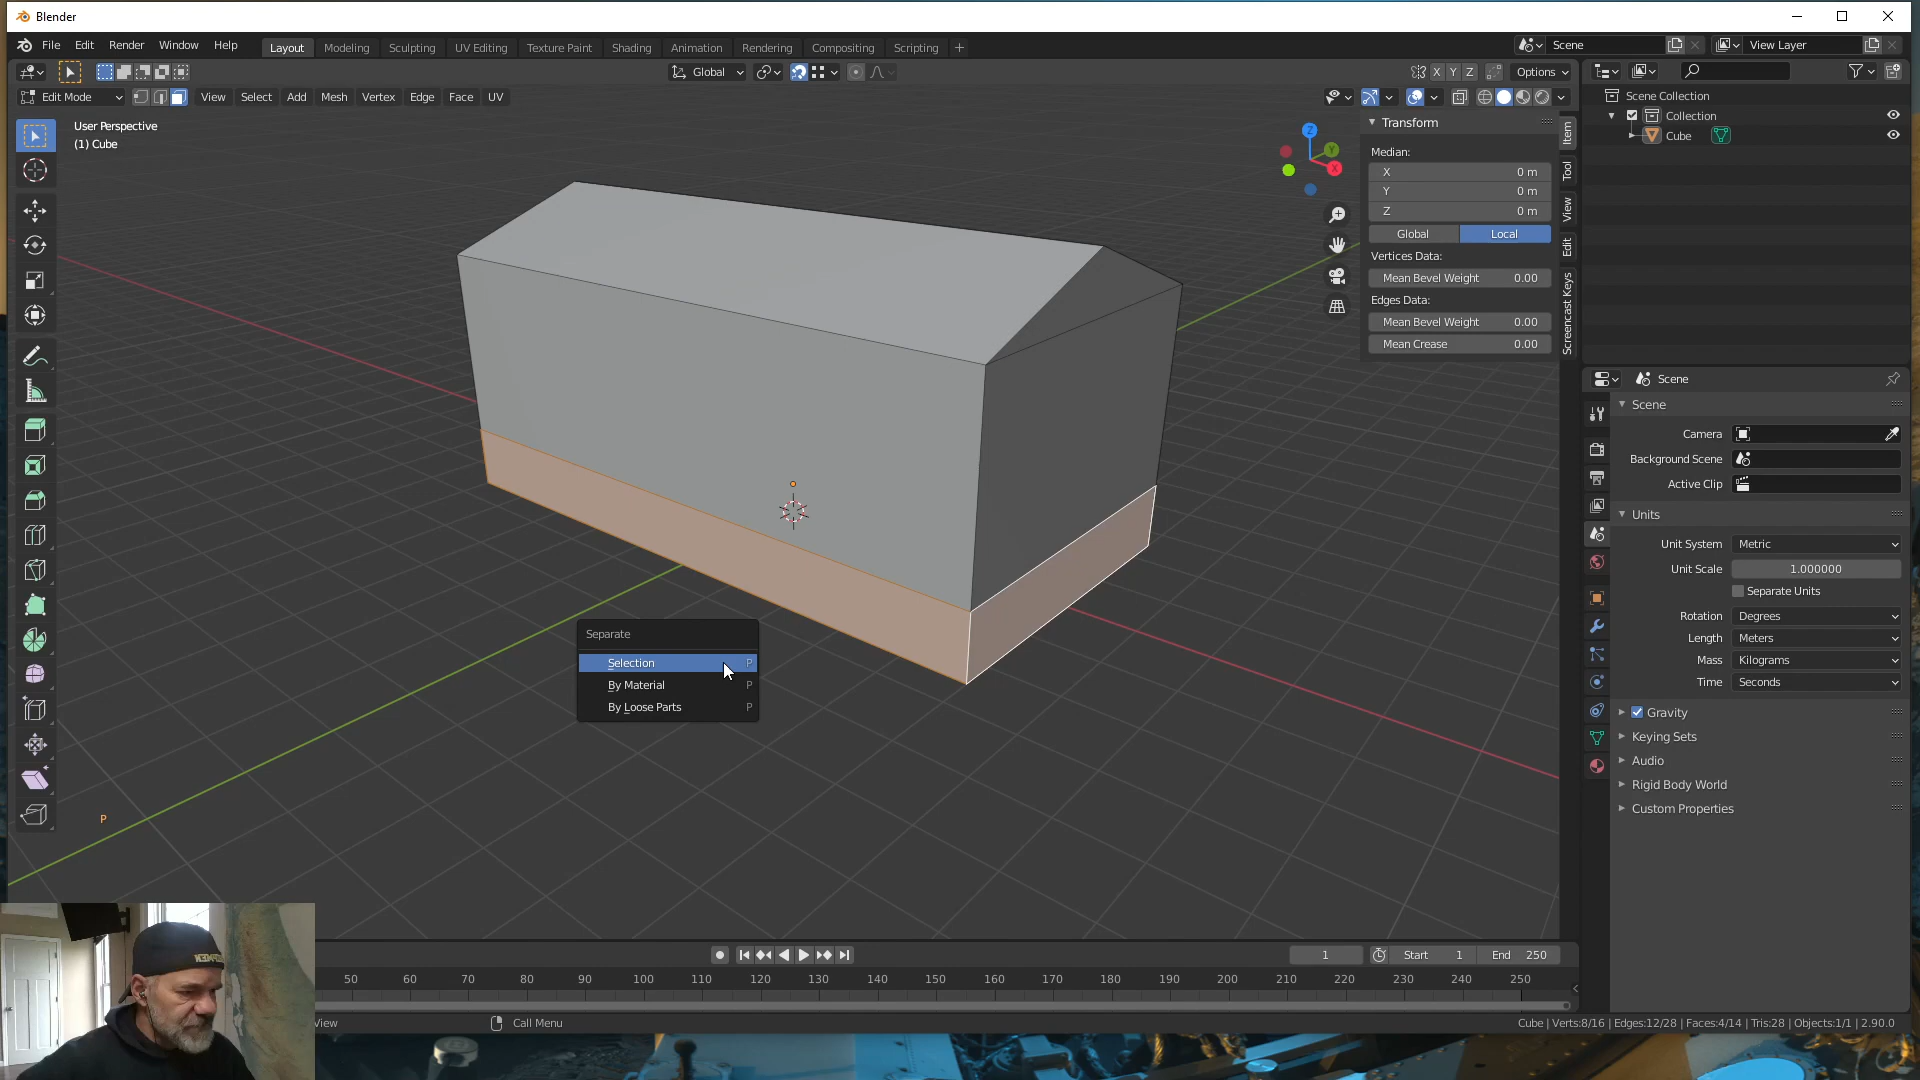 Blender
File Edit Render Window Help Layout Modeling Sculpting UV Editing Texture Paint Shading Animation Rendering Compositing Scripting + Scene View Layer
Global X Y Z Options
Edit Mode View Select Add Mesh Vertex Edge Face UV
User Perspective
(1) Cube
Z
X
Transform
Median:
X 0 m
Y 0 m
Z 0 m
Global Local
Vertices Data:
Mean Bevel Weight 0.00
Edges Data:
Mean Bevel Weight 0.00
Mean Crease 0.00
Item
Tool
View
Edit
Screencast Keys
Scene Collection
Collection
Cube
Scene
Scene
Camera
Background Scene
Active Clip
Units
Unit System Metric
Unit Scale 1.000000
Separate Units
Rotation Degrees
Length Meters
Mass Kilograms
Time Seconds
Gravity
Keying Sets
Audio
Rigid Body World
Custom Properties
Separate
Selection P
By Material P
By Loose Parts P
P
1 Start 1 End 250
50 60 70 80 90 100 110 120 130 140 150 160 170 180 190 200 210 220 230 240 250
View Call Menu Cube | Verts:8/16 | Edges:12/28 | Faces:4/14 | Tris:28 | Objects:1/1 | 2.90.0